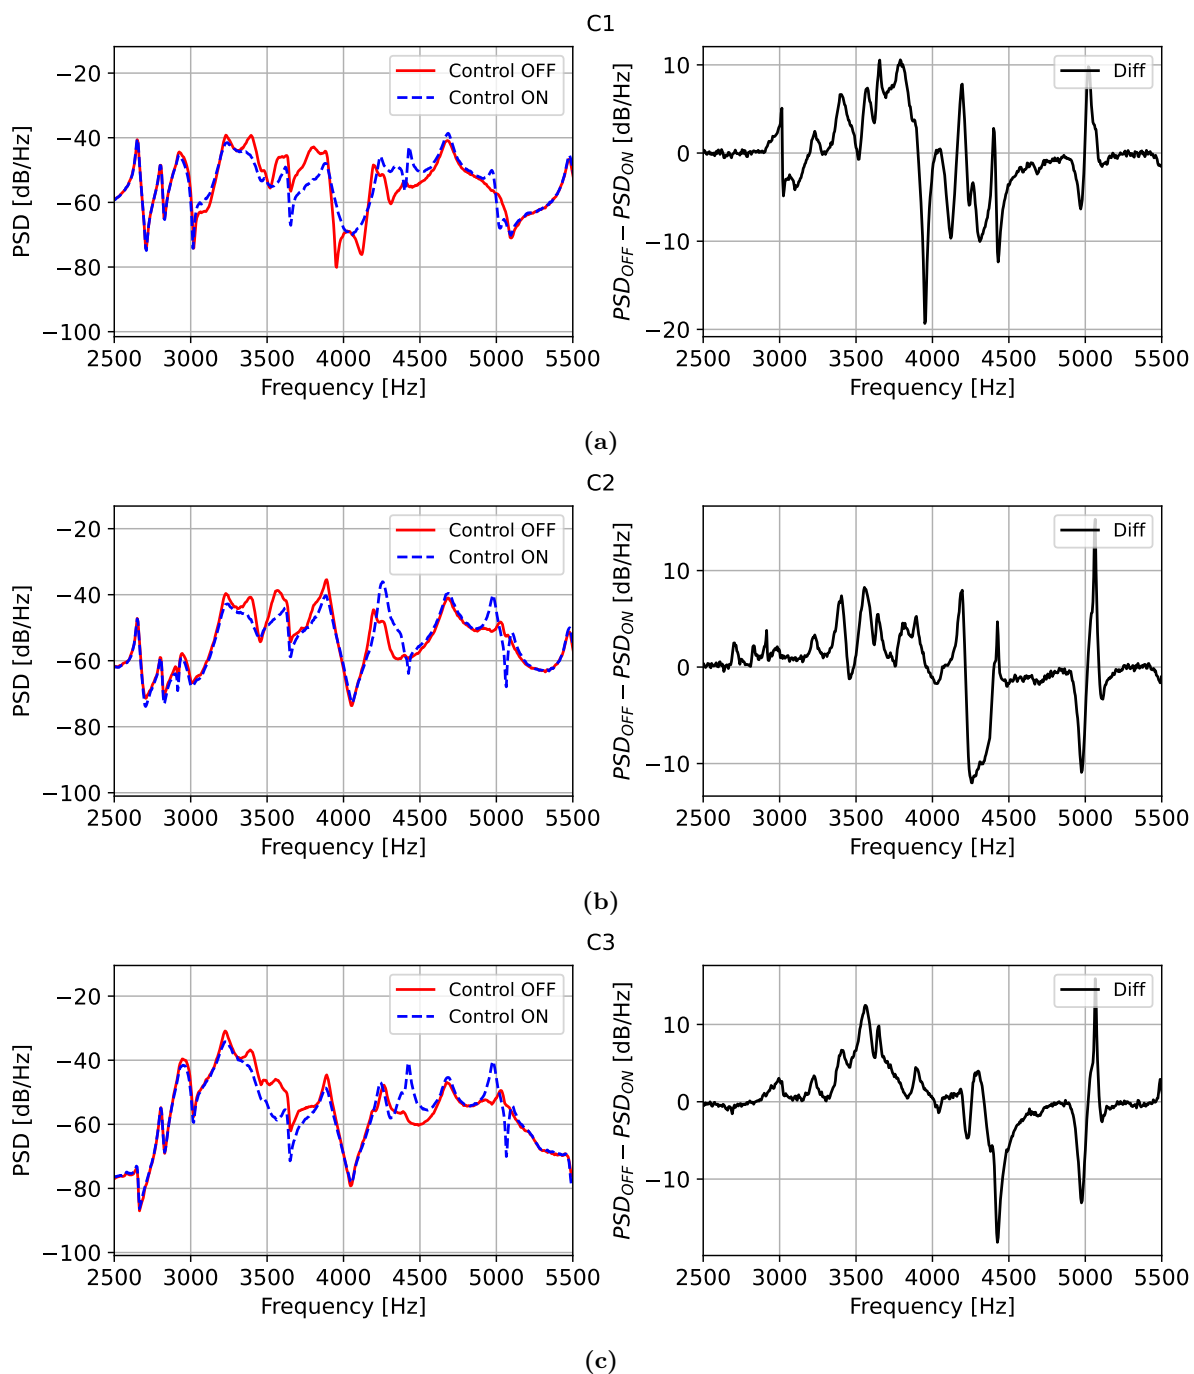 C1
PSD [dB/Hz]
−20
−40
−60
−80
−100
Control OFF
Control ON
2500 3000 3500 4000 4500 5000 5500
Frequency [Hz]
PSD_OFF − PSD_ON [dB/Hz]
10
0
−10
−20
Diff
2500 3000 3500 4000 4500 5000 5500
Frequency [Hz]
(a)
C2
PSD [dB/Hz]
−20
−40
−60
−80
−100
Control OFF
Control ON
2500 3000 3500 4000 4500 5000 5500
Frequency [Hz]
PSD_OFF − PSD_ON [dB/Hz]
10
0
−10
Diff
2500 3000 3500 4000 4500 5000 5500
Frequency [Hz]
(b)
C3
PSD [dB/Hz]
−20
−40
−60
−80
−100
Control OFF
Control ON
2500 3000 3500 4000 4500 5000 5500
Frequency [Hz]
PSD_OFF − PSD_ON [dB/Hz]
10
0
−10
Diff
2500 3000 3500 4000 4500 5000 5500
Frequency [Hz]
(c)